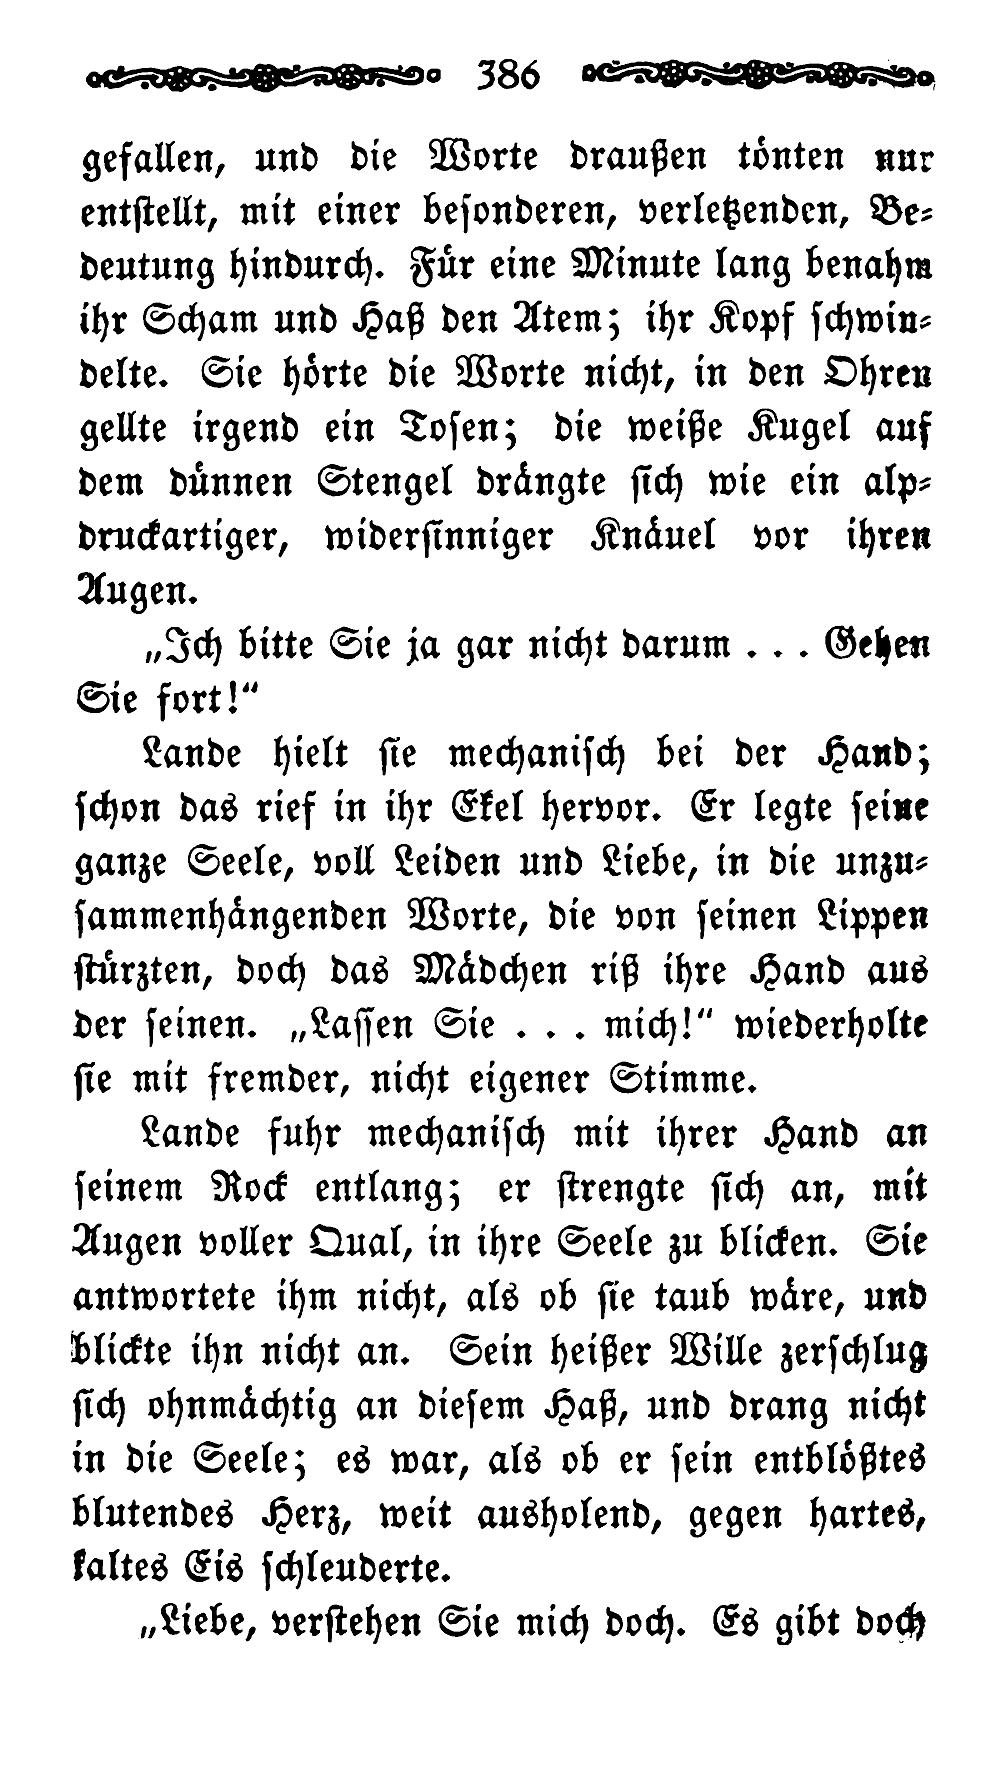 386
gefallen, und die Worte draußen tönten nur
entstellt, mit einer besonderen, verletzenden, Be-
deutung hindurch. Für eine Minute lang benahm
ihr Scham und Haß den Atem; ihr Kopf schwin-
delte. Sie hörte die Worte nicht, in den Ohren
gellte irgend ein Tosen; die weiße Kugel auf
dem dünnen Stengel drängte sich wie ein alp-
druckartiger, widersinniger Knäuel vor ihren
Augen.
„Ich bitte Sie ja gar nicht darum . . . Gehen
Sie fort!“
Lande hielt sie mechanisch bei der Hand;
schon das rief in ihr Ekel hervor. Er legte seine
ganze Seele, voll Leiden und Liebe, in die unzu-
sammenhängenden Worte, die von seinen Lippen
stürzten, doch das Mädchen riß ihre Hand aus
der seinen. „Lassen Sie . . . mich!“ wiederholte
sie mit fremder, nicht eigener Stimme.
Lande fuhr mechanisch mit ihrer Hand an
seinem Rock entlang; er strengte sich an, mit
Augen voller Qual, in ihre Seele zu blicken. Sie
antwortete ihm nicht, als ob sie taub wäre, und
blickte ihn nicht an. Sein heißer Wille zerschlug
sich ohnmächtig an diesem Haß, und drang nicht
in die Seele; es war, als ob er sein entblößtes
blutendes Herz, weit ausholend, gegen hartes,
kaltes Eis schleuderte.
„Liebe, verstehen Sie mich doch. Es gibt doch